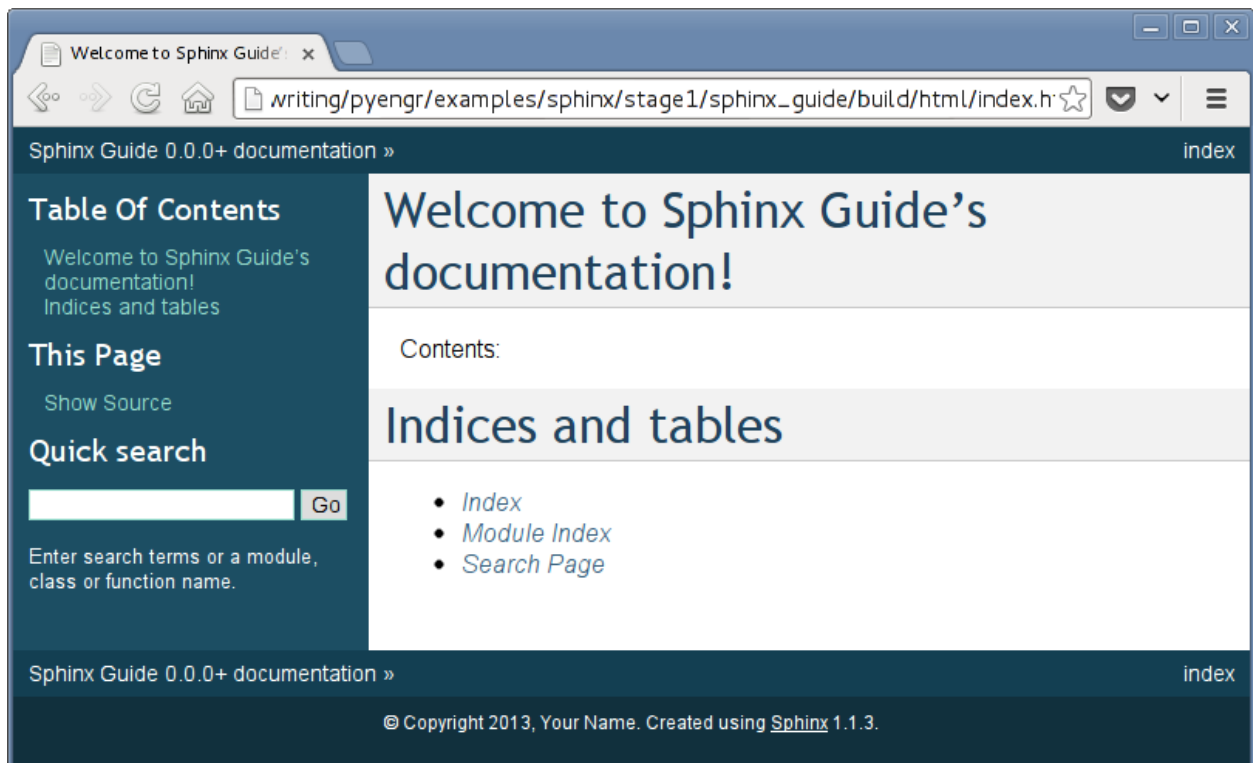 Welcome to Sphinx Guide's
writing/pyengr/examples/sphinx/stage1/sphinx_guide/build/html/index.h
Sphinx Guide 0.0.0+ documentation » index
Table Of Contents
Welcome to Sphinx Guide's
documentation!
Indices and tables
This Page
Show Source
Quick search
Go
Enter search terms or a module,
class or function name.
Welcome to Sphinx Guide’s
documentation!
Contents:
Indices and tables
• Index
• Module Index
• Search Page
Sphinx Guide 0.0.0+ documentation » index
© Copyright 2013, Your Name. Created using Sphinx 1.1.3.